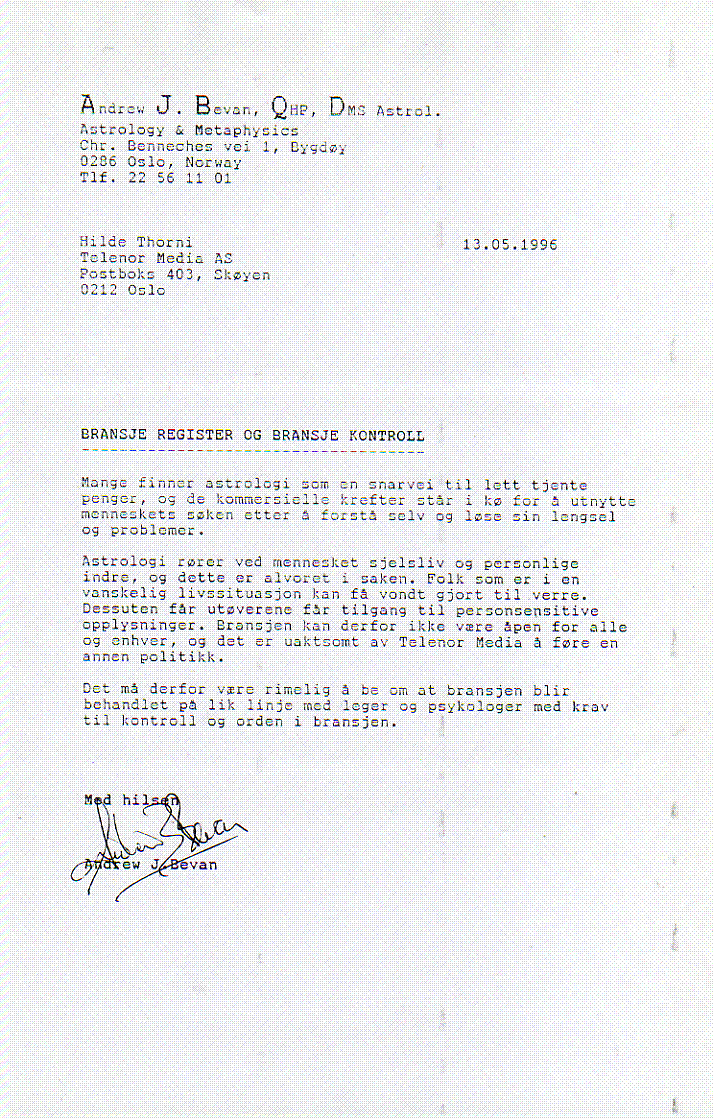 Andrew J. Bevan, QHP, DMS Astrol.
Astrology & Metaphysics
Chr. Benneches vei 1, Bygdøy
0286 Oslo, Norway
Tlf. 22 56 11 01
Hilde Thorni
13.05.1996
Telenor Media AS
Postboks 403, Skøyen
0212 Oslo
BRANSJE REGISTER OG BRANSJE KONTROLL
Mange finner astrologi som en snarvei til lett tjente
penger, og de kommersielle krefter står i kø for å utnytte
menneskets søken etter å forstå selv og løse sin lengsel
og problemer.
Astrologi rører ved mennesket sjelsliv og personlige
indre, og dette er alvoret i saken. Folk som er i en
vanskelig livssituasjon kan få vondt gjort til verre.
Dessuten får utøverene får tilgang til personsensitive
opplysninger. Bransjen kan derfor ikke være åpen for alle
og enhver, og det er uaktsomt av Telenor Media å føre en
annen politikk.
Det må derfor være rimelig å be om at bransjen blir
behandlet på lik linje med leger og psykologer med krav
til kontroll og orden i bransjen.
Med hilsen
Andrew J.Bevan